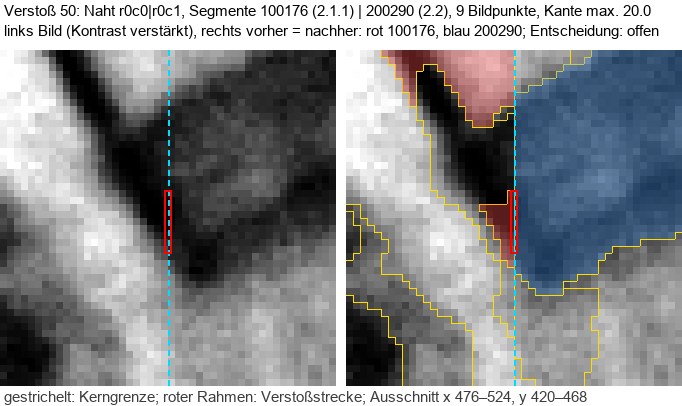 Verstoß 50: Naht r0c0|r0c1, Segmente 100176 (2.1.1) | 200290 (2.2), 9 Bildpunkte, Kante max. 20.0
links Bild (Kontrast verstärkt), rechts vorher = nachher: rot 100176, blau 200290; Entscheidung: offen
gestrichelt: Kerngrenze; roter Rahmen: Verstoßstrecke; Ausschnitt x 476–524, y 420–468